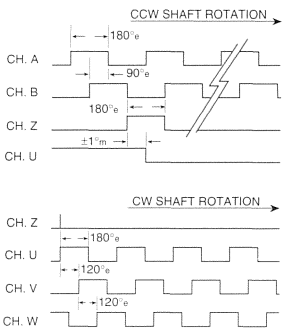 CCW SHAFT ROTATION
180°e
CH. A
90°e
CH. B
180°e
CH. Z
±1°m
CH. U
CW SHAFT ROTATION
CH. Z
180°e
CH. U
120°e
CH. V
120°e
CH. W